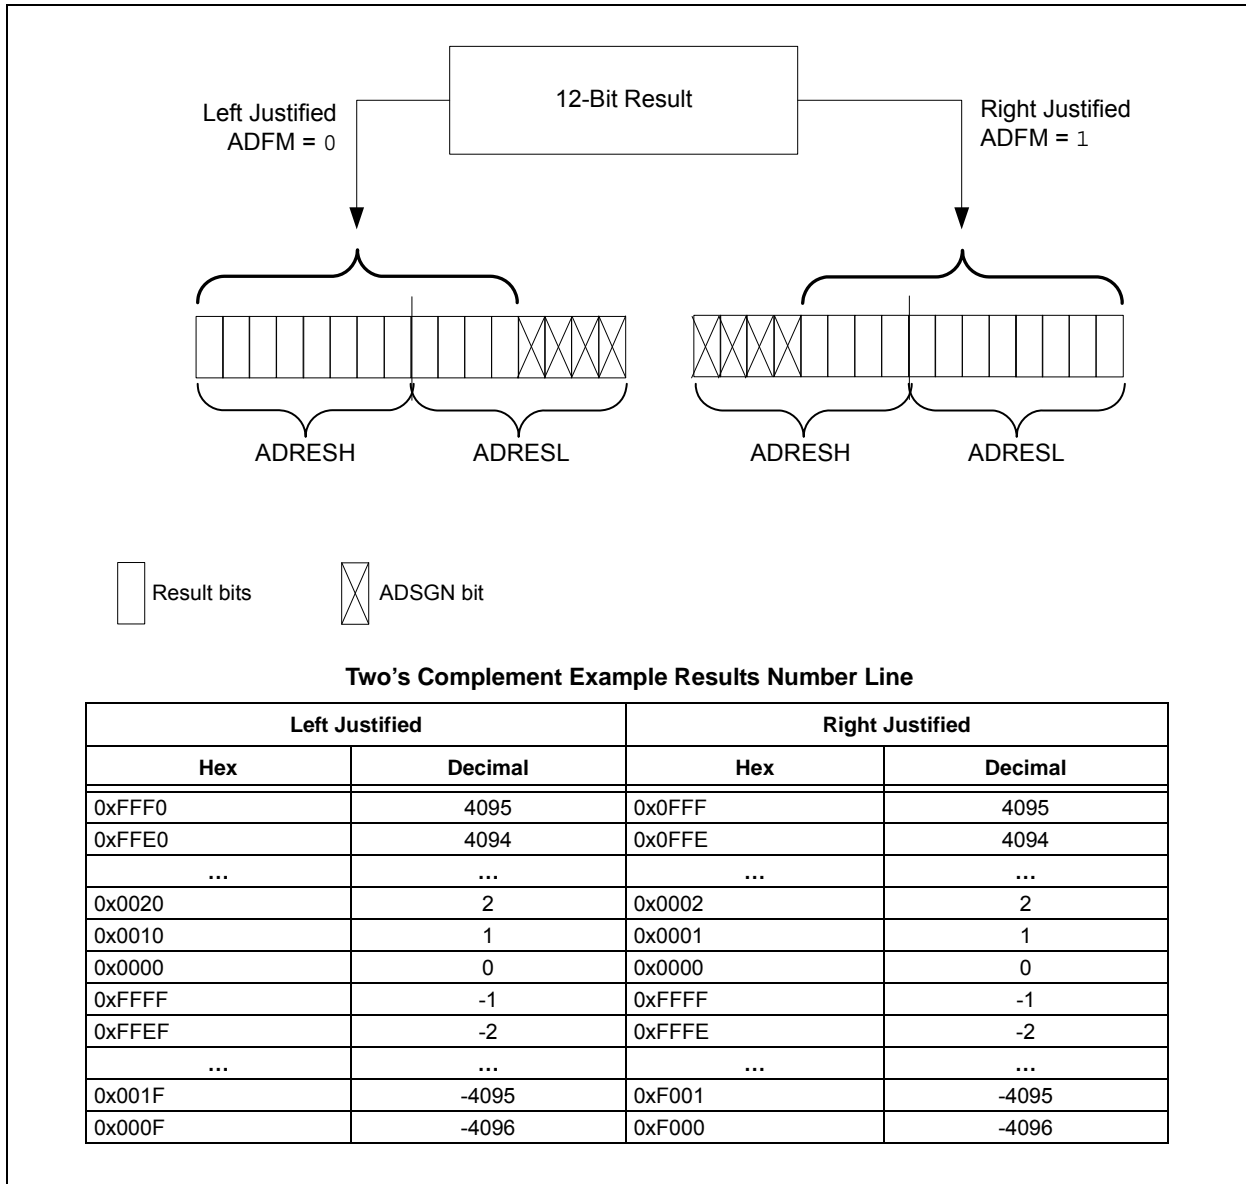 12-Bit Result
Left Justified
ADFM = 0
Right Justified
ADFM = 1
ADRESH ADRESL ADRESH ADRESL
Result bits ADSGN bit
Two's Complement Example Results Number Line
Left Justified Right Justified
Hex Decimal Hex Decimal
0xFFF0 4095 0x0FFF 4095
0xFFE0 4094 0x0FFE 4094
… … … …
0x0020 2 0x0002 2
0x0010 1 0x0001 1
0x0000 0 0x0000 0
0xFFFF -1 0xFFFF -1
0xFFEF -2 0xFFFE -2
… … … …
0x001F -4095 0xF001 -4095
0x000F -4096 0xF000 -4096